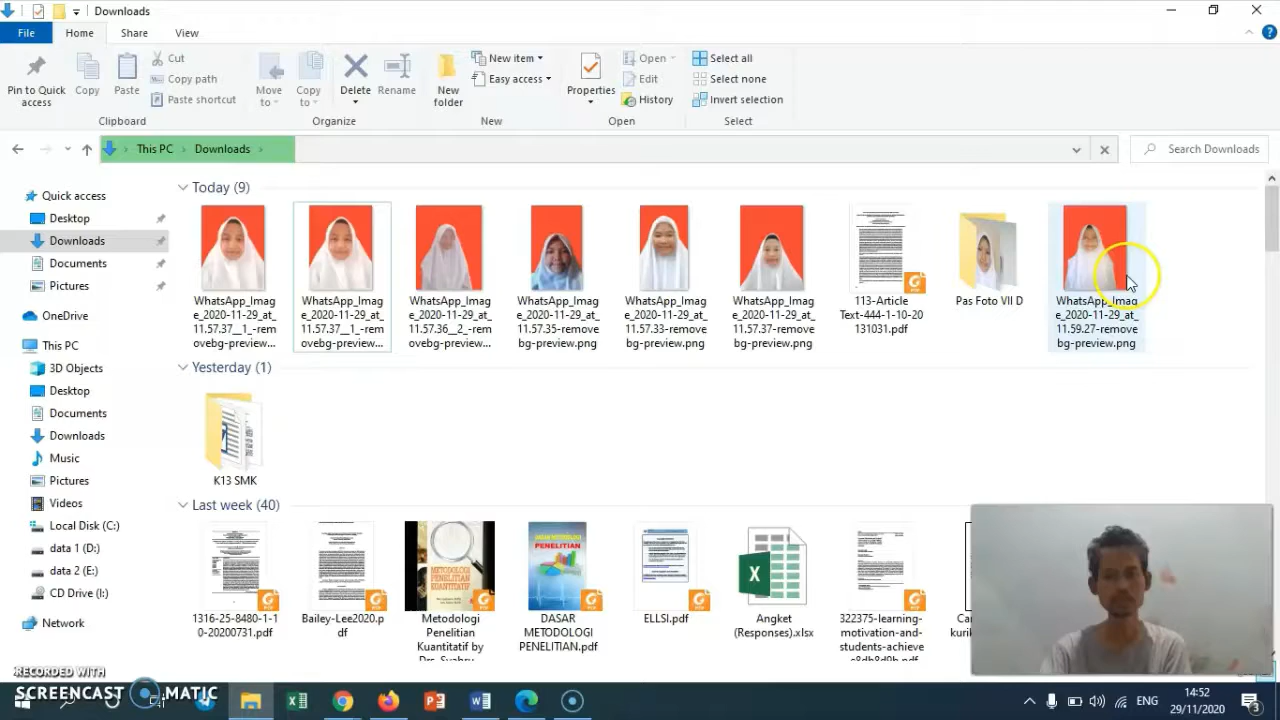 Downloads
File Home Share View
Pin to Quick access
Copy
Paste
Cut
Copy path
Paste shortcut
Clipboard
Move to
Copy to
Delete
Rename
Organize
New folder
New item
Easy access
New
Properties
Open
Edit
History
Open
Select all
Select none
Invert selection
Select
This PC > Downloads >
Search Downloads
Quick access
Desktop
Downloads
Documents
Pictures
OneDrive
This PC
3D Objects
Desktop
Documents
Downloads
Music
Pictures
Videos
Local Disk (C:)
data 1 (D:)
data 2 (E:)
CD Drive (I:)
Network
Today (9)
WhatsApp_Imag
e_2020-11-29_at_
11.57.37__1_-rem
ovebg-preview...
WhatsApp_Imag
e_2020-11-29_at_
11.57.37__1_-re
movebg-preview...
WhatsApp_Imag
e_2020-11-29_at_
11.57.36__2_-rem
ovebg-preview...
WhatsApp_Imag
e_2020-11-29_at_
11.57.35-remove
bg-preview.png
WhatsApp_Imag
e_2020-11-29_at_
11.57.33-remove
bg-preview.png
WhatsApp_Imag
e_2020-11-29_at_
11.57.37-remove
bg-preview.png
113-Article
Text-444-1-10-20
131031.pdf
Pas Foto VII D
WhatsApp_Imag
e_2020-11-29_at_
11.59.27-remove
bg-preview.png
Yesterday (1)
K13 SMK
Last week (40)
1316-25-8480-1-1
0-20200731.pdf
Bailey-Lee2020.p
df
METODOLOGI
PENELITIAN
KUANTITATIF
Metodologi
Penelitian
Kuantitatif by
PENELITIAN
DASAR
METODOLOGI
PENELITIAN.pdf
ELLSI.pdf
Angket
(Responses).xlsx
322375-learning-
motivation-and-
students-achieve
RECORDED WITH
SCREENCAST MATIC
ENG
14:52
29/11/2020
3